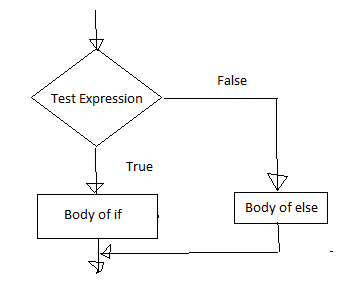 False
Test Expression
True
Body of if
Body of else